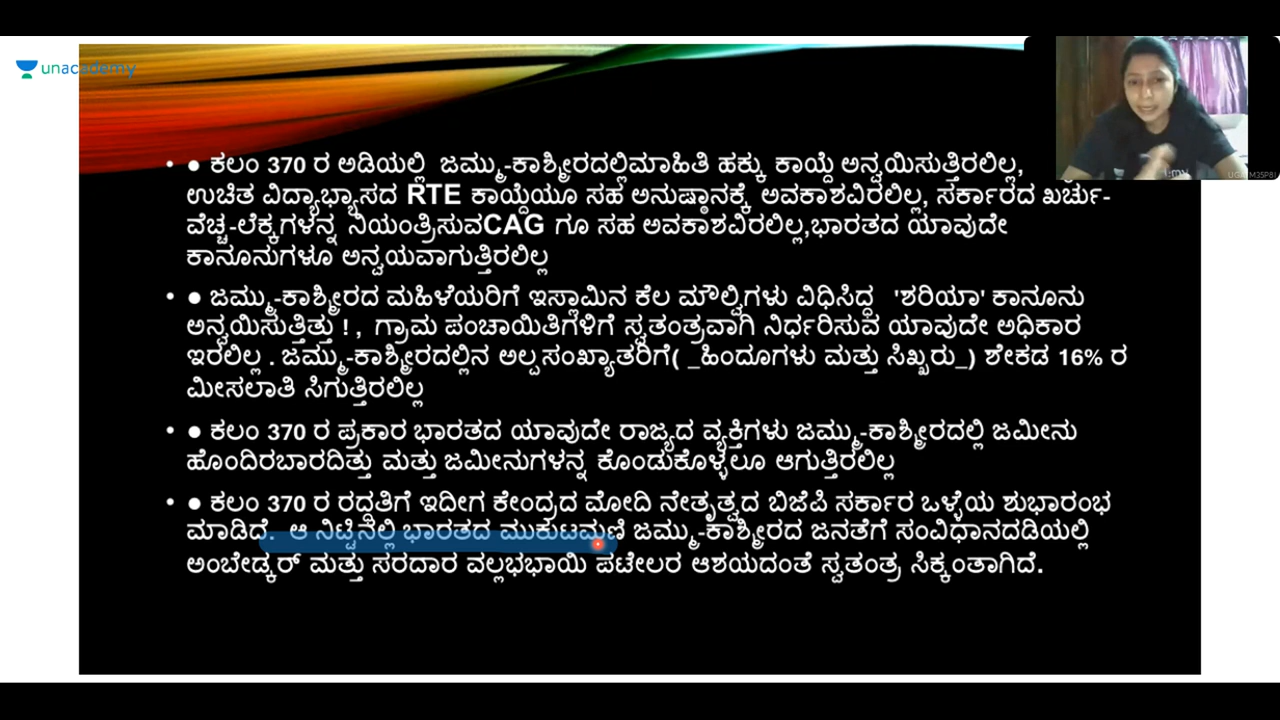 unacademy
• ● ಕಲಂ 370 ರ ಅಡಿಯಲ್ಲಿ ಜಮ್ಮು-ಕಾಶ್ಮೀರದಲ್ಲಿಮಾಹಿತಿ ಹಕ್ಕು ಕಾಯ್ದೆ ಅನ್ವಯಿಸುತ್ತಿರಲಿಲ್ಲ,
ಉಚಿತ ವಿದ್ಯಾಭ್ಯಾಸದ RTE ಕಾಯ್ದೆಯೂ ಸಹ ಅನುಷ್ಠಾನಕ್ಕೆ ಅವಕಾಶವಿರಲಿಲ್ಲ, ಸರ್ಕಾರದ ಖರ್ಚು-
ವೆಚ್ಚ-ಲೆಕ್ಕಗಳನ್ನ ನಿಯಂತ್ರಿಸುವCAG ಗೂ ಸಹ ಅವಕಾಶವಿರಲಿಲ್ಲ,ಭಾರತದ ಯಾವುದೇ
ಕಾನೂನುಗಳೂ ಅನ್ವಯವಾಗುತ್ತಿರಲಿಲ್ಲ
• ● ಜಮ್ಮು-ಕಾಶ್ಮೀರದ ಮಹಿಳೆಯರಿಗೆ ಇಸ್ಲಾಮಿನ ಕೆಲ ಮೌಲ್ವಿಗಳು ವಿಧಿಸಿದ್ದ 'ಶರಿಯಾ' ಕಾನೂನು
ಅನ್ವಯಿಸುತ್ತಿತ್ತು ! , ಗ್ರಾಮ ಪಂಚಾಯಿತಿಗಳಿಗೆ ಸ್ವತಂತ್ರವಾಗಿ ನಿರ್ಧರಿಸುವ ಯಾವುದೇ ಅಧಿಕಾರ
ಇರಲಿಲ್ಲ . ಜಮ್ಮು-ಕಾಶ್ಮೀರದಲ್ಲಿನ ಅಲ್ಪಸಂಖ್ಯಾತರಿಗೆ( _ಹಿಂದೂಗಳು ಮತ್ತು ಸಿಖ್ಖರು_) ಶೇಕಡ 16% ರ
ಮೀಸಲಾತಿ ಸಿಗುತ್ತಿರಲಿಲ್ಲ
• ● ಕಲಂ 370 ರ ಪ್ರಕಾರ ಭಾರತದ ಯಾವುದೇ ರಾಜ್ಯದ ವ್ಯಕ್ತಿಗಳು ಜಮ್ಮು-ಕಾಶ್ಮೀರದಲ್ಲಿ ಜಮೀನು
ಹೊಂದಿರಬಾರದಿತ್ತು ಮತ್ತು ಜಮೀನುಗಳನ್ನ ಕೊಂಡುಕೊಳ್ಳಲೂ ಆಗುತ್ತಿರಲಿಲ್ಲ
• ● ಕಲಂ 370 ರ ರದ್ದತಿಗೆ ಇದೀಗ ಕೇಂದ್ರದ ಮೋದಿ ನೇತೃತ್ವದ ಬಿಜೆಪಿ ಸರ್ಕಾರ ಒಳ್ಳೆಯ ಶುಭಾರಂಭ
ಮಾಡಿದೆ. ಆ ನಿಟ್ಟಿನಲ್ಲಿ ಭಾರತದ ಮುಕುಟಮಣಿ ಜಮ್ಮು-ಕಾಶ್ಮೀರದ ಜನತೆಗೆ ಸಂವಿಧಾನದಡಿಯಲ್ಲಿ
ಅಂಬೇಡ್ಕರ್ ಮತ್ತು ಸರದಾರ ವಲ್ಲಭಭಾಯಿ ಪಟೇಲರ ಆಶಯದಂತೆ ಸ್ವತಂತ್ರ ಸಿಕ್ಕಂತಾಗಿದೆ.